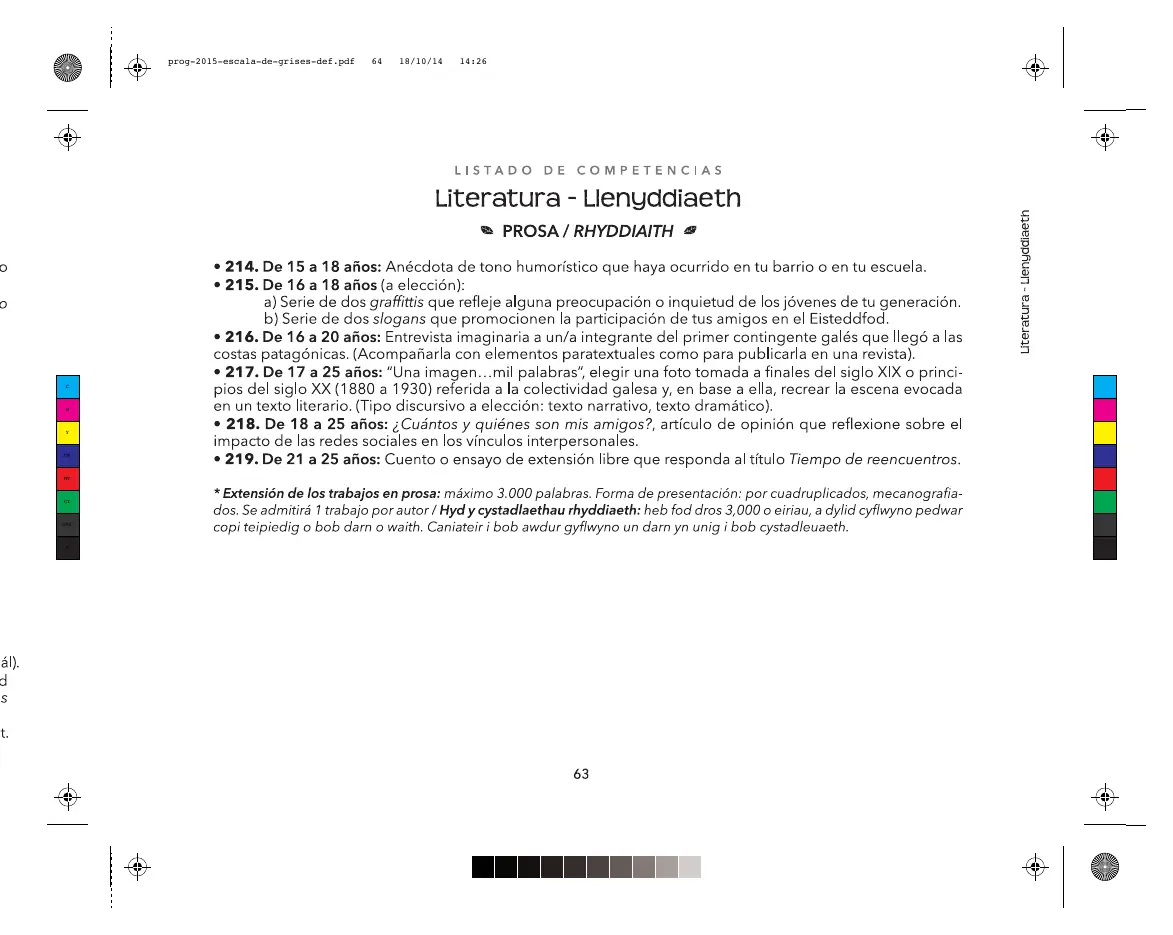 prog-2015-escala-de-grises-def.pdf 64 18/10/14 14:26
LISTADO DE COMPETENCIAS
Literatura - Llenyddiaeth
PROSA / RHYDDIAITH
• 214. De 15 a 18 años: Anécdota de tono humorístico que haya ocurrido en tu barrio o en tu escuela.
• 215. De 16 a 18 años (a elección):
a) Serie de dos graffittis que refleje alguna preocupación o inquietud de los jóvenes de tu generación.
b) Serie de dos slogans que promocionen la participación de tus amigos en el Eisteddfod.
• 216. De 16 a 20 años: Entrevista imaginaria a un/a integrante del primer contingente galés que llegó a las
costas patagónicas. (Acompañarla con elementos paratextuales como para publicarla en una revista).
• 217. De 17 a 25 años: “Una imagen…mil palabras”, elegir una foto tomada a finales del siglo XIX o princi-
pios del siglo XX (1880 a 1930) referida a la colectividad galesa y, en base a ella, recrear la escena evocada
en un texto literario. (Tipo discursivo a elección: texto narrativo, texto dramático).
• 218. De 18 a 25 años: ¿Cuántos y quiénes son mis amigos?, artículo de opinión que reflexione sobre el
impacto de las redes sociales en los vínculos interpersonales.
• 219. De 21 a 25 años: Cuento o ensayo de extensión libre que responda al título Tiempo de reencuentros.
* Extensión de los trabajos en prosa: máximo 3.000 palabras. Forma de presentación: por cuadruplicados, mecanografia-
dos. Se admitirá 1 trabajo por autor / Hyd y cystadlaethau rhyddiaeth: heb fod dros 3,000 o eiriau, a dylid cyflwyno pedwar
copi teipiedig o bob darn o waith. Caniateir i bob awdur gyflwyno un darn yn unig i bob cystadleuaeth.
Literatura - Llenyddiaeth
o
o
ál).
d
s
t.
63